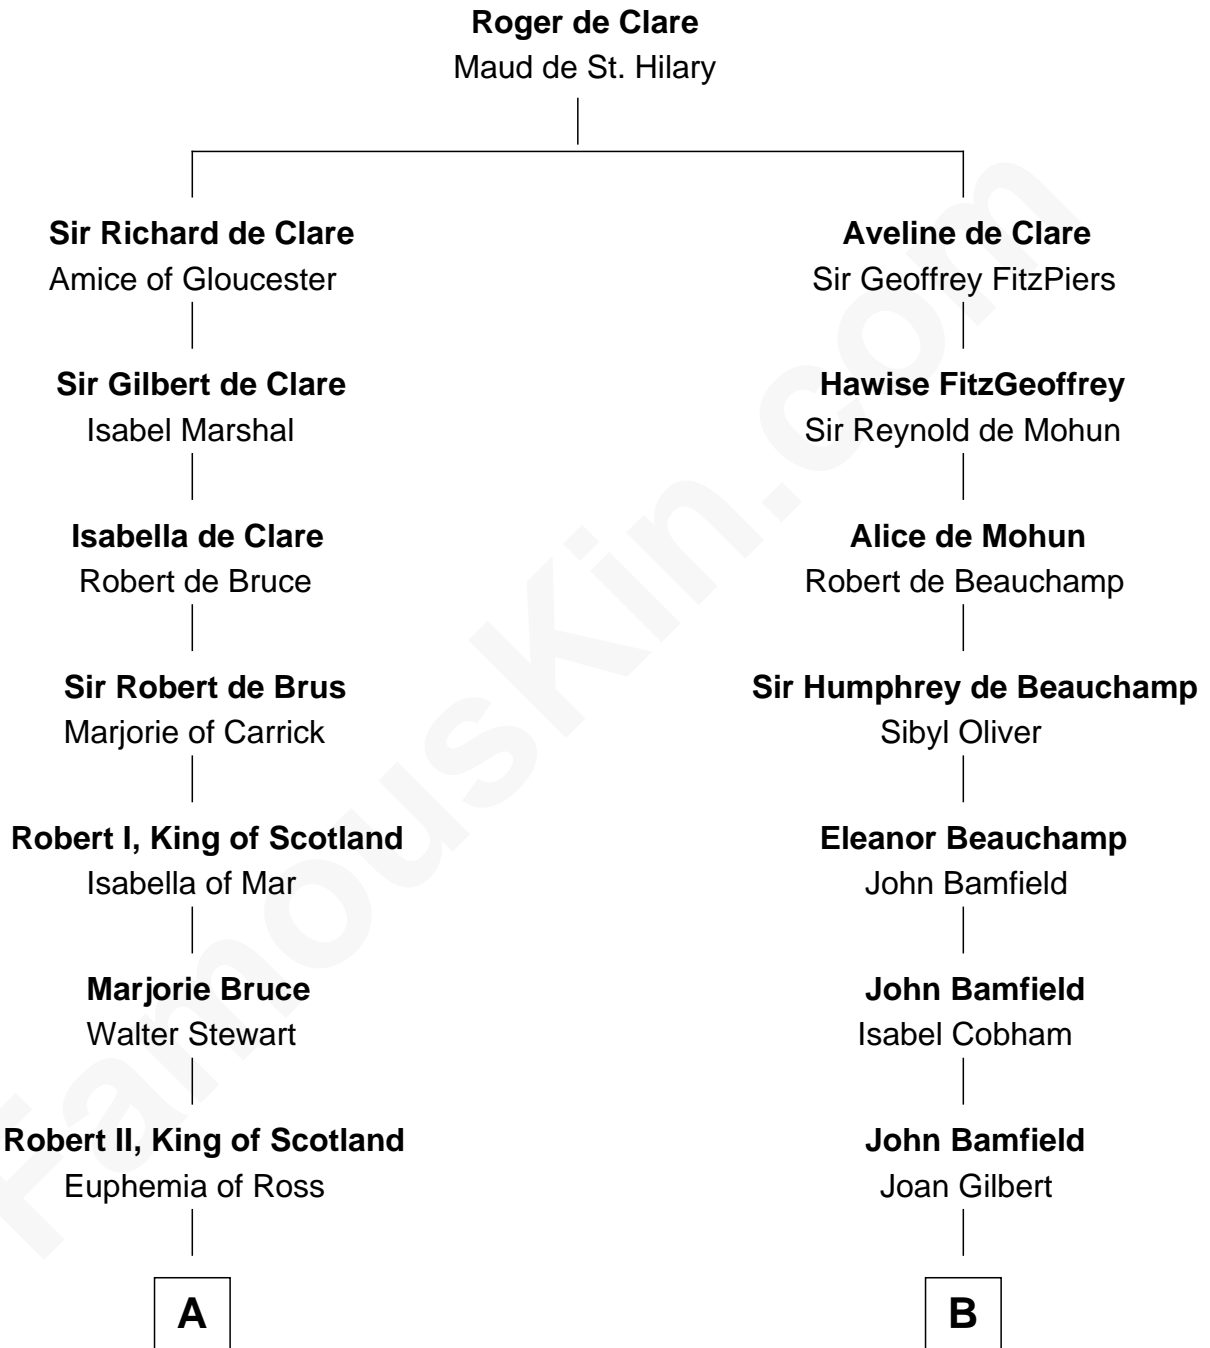 Roger de Clare
Maud de St. Hilary
Sir Richard de Clare
Amice of Gloucester
Aveline de Clare
Sir Geoffrey FitzPiers
Sir Gilbert de Clare
Isabel Marshal
Hawise FitzGeoffrey
Sir Reynold de Mohun
Isabella de Clare
Robert de Bruce
Alice de Mohun
Robert de Beauchamp
Sir Robert de Brus
Marjorie of Carrick
Sir Humphrey de Beauchamp
Sibyl Oliver
Robert I, King of Scotland
Isabella of Mar
Eleanor Beauchamp
John Bamfield
Marjorie Bruce
Walter Stewart
John Bamfield
Isabel Cobham
Robert II, King of Scotland
Euphemia of Ross
John Bamfield
Joan Gilbert
A
B
FamousKin.com